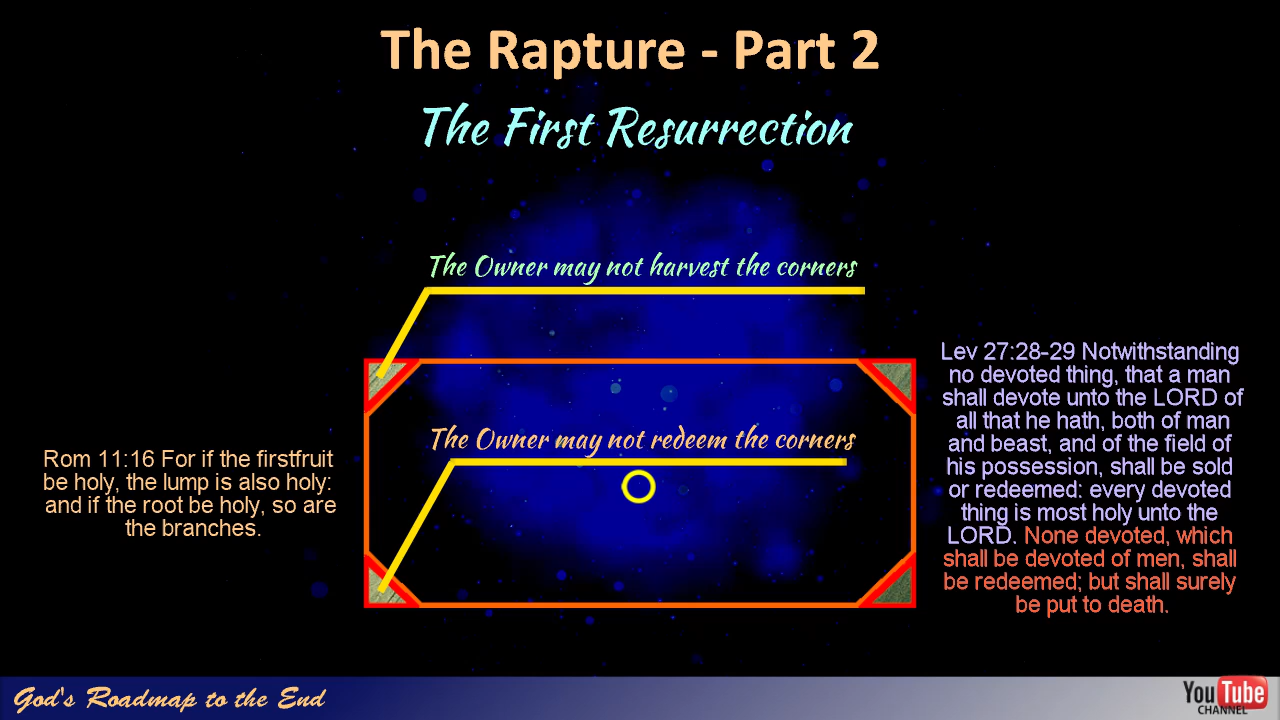 The Rapture - Part 2
The First Resurrection
The Owner may not harvest the corners
The Owner may not redeem the corners
Rom 11:16 For if the firstfruit
be holy, the lump is also holy:
and if the root be holy, so are
the branches.
Lev 27:28-29 Notwithstanding
no devoted thing, that a man
shall devote unto the LORD of
all that he hath, both of man
and beast, and of the field of
his possession, shall be sold
or redeemed: every devoted
thing is most holy unto the
LORD. None devoted, which
shall be devoted of men, shall
be redeemed; but shall surely
be put to death.
God's Roadmap to the End
YouTube
CHANNEL